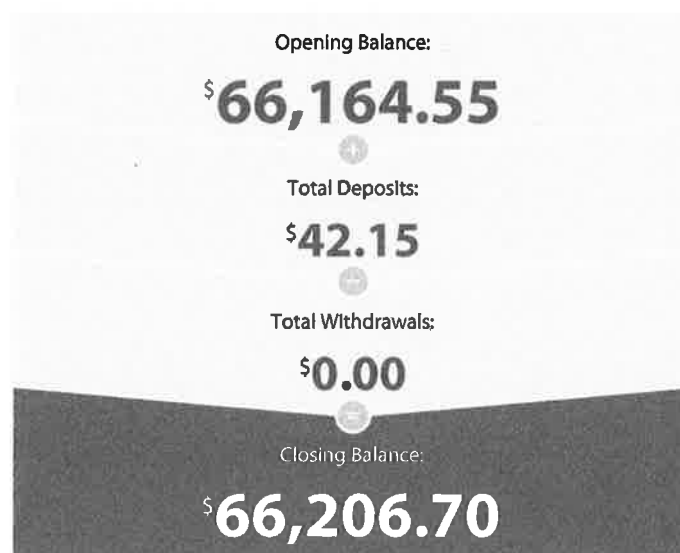 Opening Balance:
$66,164.55
+
Total Deposits:
$42.15
Total Withdrawals:
$0.00
=
Closing Balance:
$66,206.70